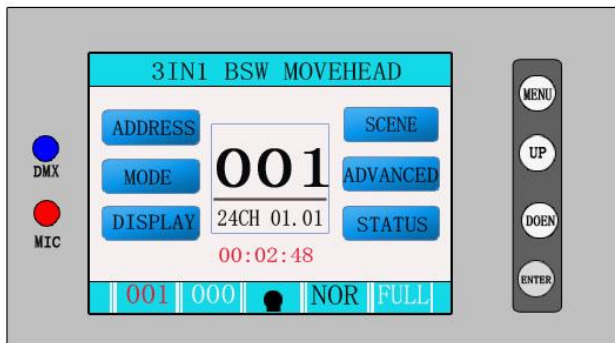 3IN1 BSW MOVEHEAD
ADDRESS
MODE
DISPLAY
001
24CH 01.01
00:02:48
SCENE
ADVANCED
STATUS
001 000 NOR FULL
DMX
MIC
MENU
UP
DOEN
ENTER